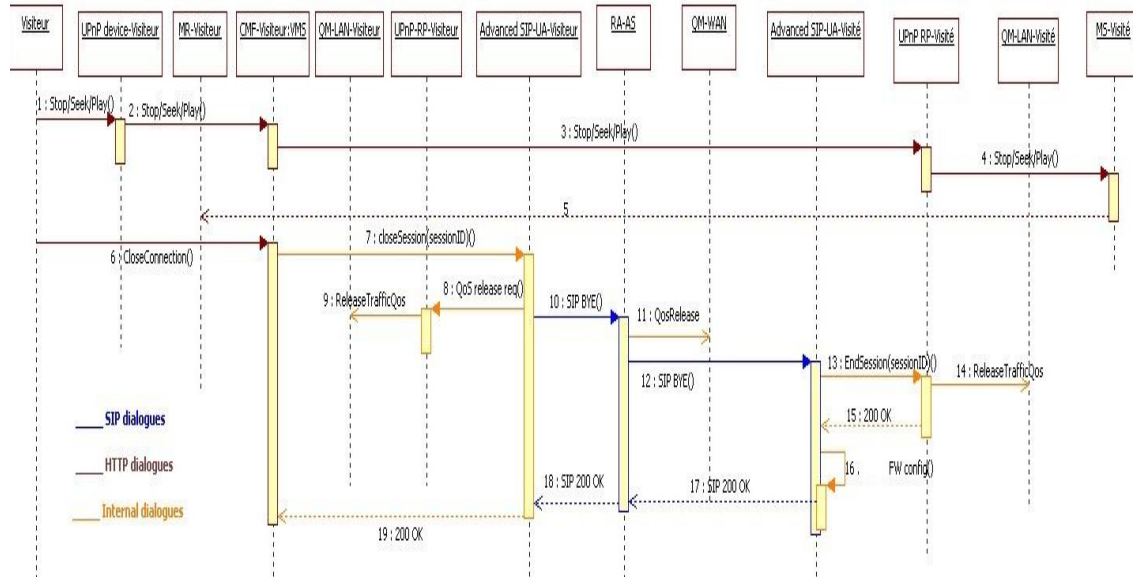 Visiteur
UPnP device-Visiteur
MR-Visiteur
CMF-Visiteur:VMS
QM-LAN-Visiteur
UPnP-RP-Visiteur
Advanced SIP-UA-Visiteur
RA-AS
QM-WAN
Advanced SIP-UA-Visité
UPnP RP-Visité
QM-LAN-Visité
MS-Visité
1 : Stop/Seek/Play()
2 : Stop/Seek/Play()
3 : Stop/Seek/Play()
4 : Stop/Seek/Play()
5
6 : CloseConnection()
7 : closeSession(sessionID)()
8 : QoS release req()
9 : ReleaseTrafficQos
10 : SIP BYE()
11 : QosRelease
12 : SIP BYE()
13 : EndSession(sessionID)()
14 : ReleaseTrafficQos
15 : 200 OK
16 . FW config()
17 : SIP 200 OK
18 : SIP 200 OK
19 : 200 OK
SIP dialogues
HTTP dialogues
Internal dialogues